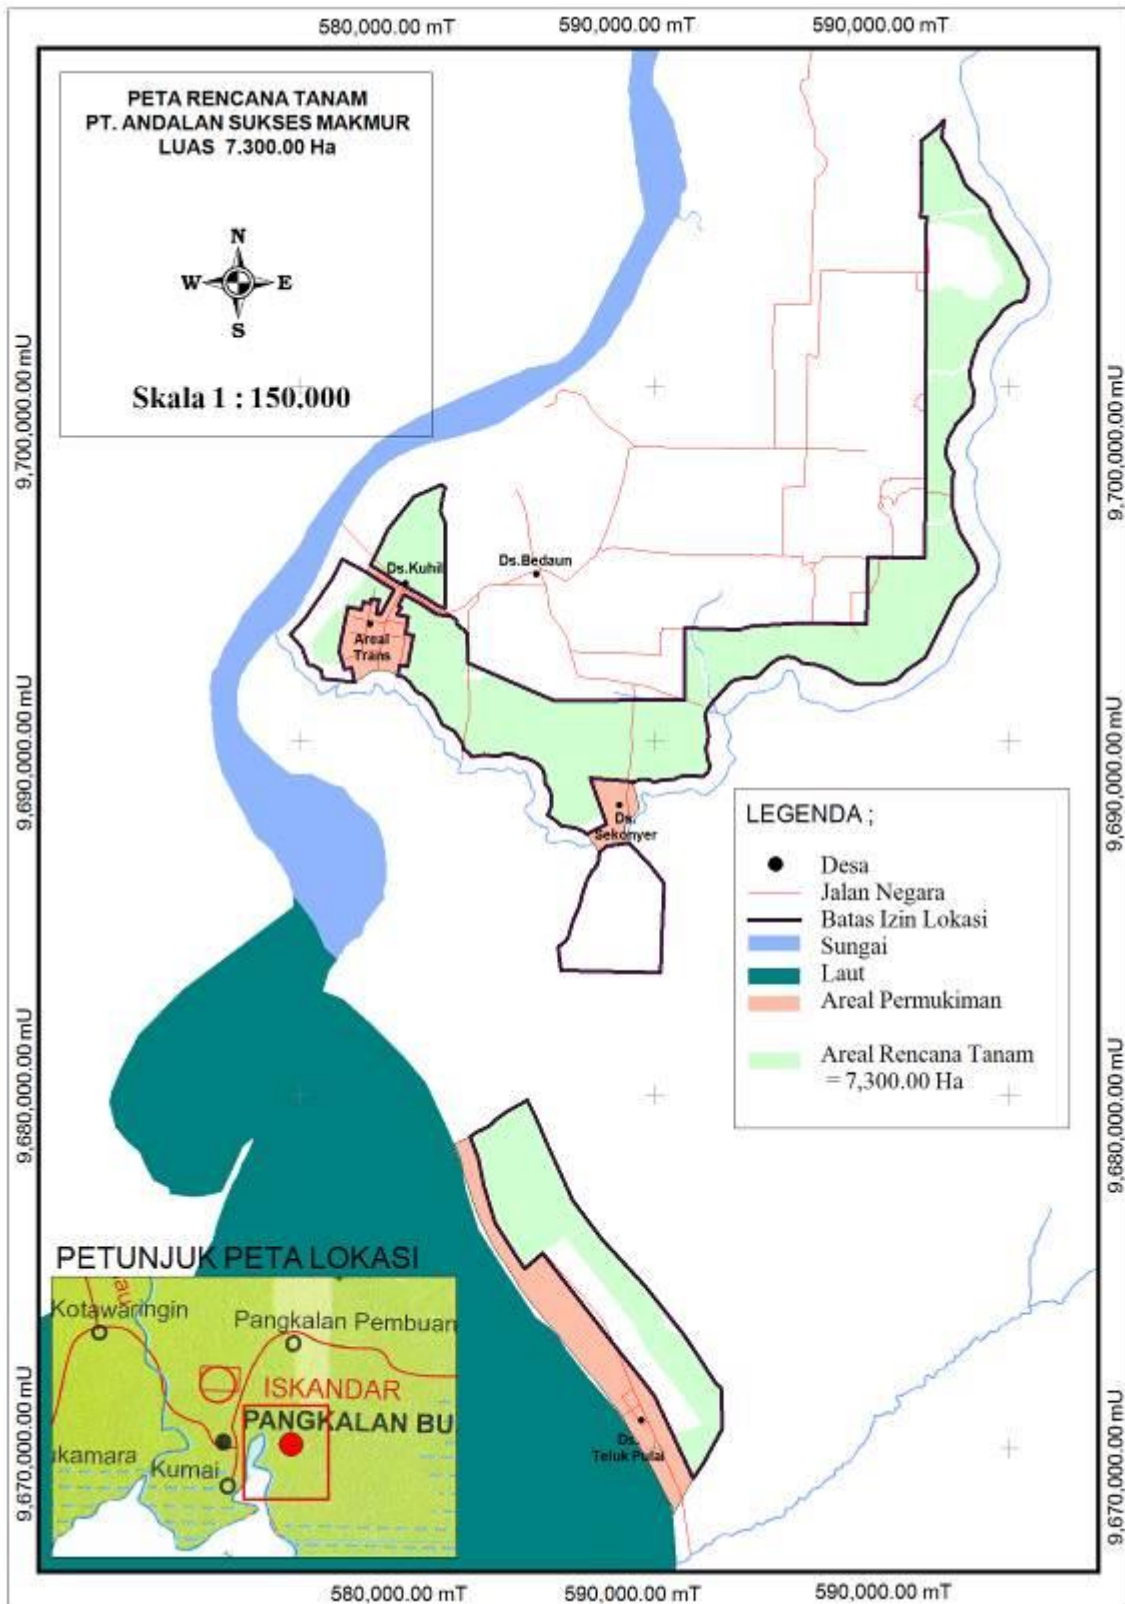 580,000.00 mT
590,000.00 mT
590,000.00 mT
PETA RENCANA TANAM
PT. ANDALAN SUKSES MAKMUR
LUAS 7.300.00 Ha
N
W
E
S
Skala 1 : 150.000
9,700,000.00 mU
9,700,000.00 mU
Ds.Kuhil
Ds.Bedaun
Areal
Trans
9,690,000.00 mU
9,690,000.00 mU
Ds.
Sekonyer
LEGENDA ;
Desa
Jalan Negara
Batas Izin Lokasi
Sungai
Laut
Areal Permukiman
Areal Rencana Tanam
= 7,300.00 Ha
9,680,000.00 mU
9,680,000.00 mU
PETUNJUK PETA LOKASI
au
Kotawaringin
Pangkalan Pembuan
ISKANDAR
PANGKALAN BU
ukamara
Kumai
Ds.
Teluk Pulai
9,670,000.00 mU
9,670,000.00 mU
580,000.00 mT
590,000.00 mT
590,000.00 mT